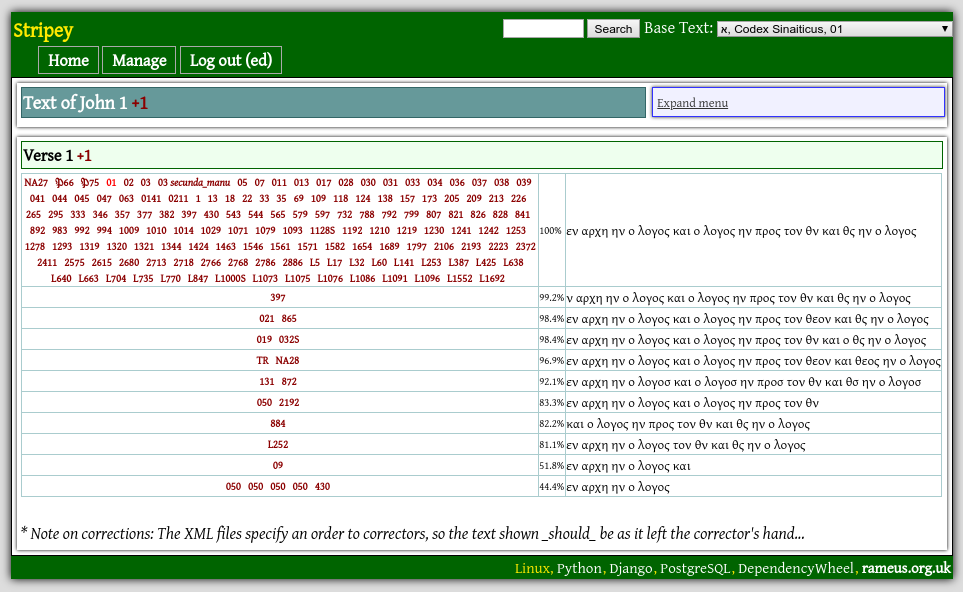 Stripey
Search Base Text: א, Codex Sinaiticus, 01
Home Manage Log out (ed)
Text of John 1 +1
Expand menu
Verse 1 +1
NA27 𝔓66 𝔓75 01 02 03 03 secunda_manu 05 07 011 013 017 028 030 031 033 034 036 037 038 039
041 044 045 047 063 0141 0211 1 13 18 22 33 35 69 109 118 124 138 157 173 205 209 213 226
265 295 333 346 357 377 382 397 430 543 544 565 579 597 732 788 792 799 807 821 826 828 841
892 983 992 994 1009 1010 1014 1029 1071 1079 1093 1128S 1192 1210 1219 1230 1241 1242 1253
1278 1293 1319 1320 1321 1344 1424 1463 1546 1561 1571 1582 1654 1689 1797 2106 2193 2223 2372
2411 2575 2615 2680 2713 2718 2766 2768 2786 2886 L5 L17 L32 L60 L141 L253 L387 L425 L638
L640 L663 L704 L735 L770 L847 L1000S L1073 L1075 L1076 L1086 L1091 L1096 L1552 L1692
100% εν αρχη ην ο λογος και ο λογος ην προς τον θν και θς ην ο λογος
397 99.2% ν αρχη ην ο λογος και ο λογος ην προς τον θν και θς ην ο λογος
021 865 98.4% εν αρχη ην ο λογος και ο λογος ην προς τον θεον και θς ην ο λογος
019 032S 98.4% εν αρχη ην ο λογος και ο λογος ην προς τον θν και ο θς ην ο λογος
TR NA28 96.9% εν αρχη ην ο λογος και ο λογος ην προς τον θεον και θεος ην ο λογος
131 872 92.1% εν αρχη ην ο λογοσ και ο λογοσ ην προσ τον θν και θσ ην ο λογοσ
050 2192 83.3% εν αρχη ην ο λογος και ο λογος ην προς τον θν
884 82.2% και ο λογος ην προς τον θν και θς ην ο λογος
L252 81.1% εν αρχη ην ο λογος τον θν και θς ην ο λογος
09 51.8% εν αρχη ην ο λογος και
050 050 050 050 430 44.4% εν αρχη ην ο λογος
* Note on corrections: The XML files specify an order to correctors, so the text shown _should_ be as it left the corrector's hand...
Linux, Python, Django, PostgreSQL, DependencyWheel, rameus.org.uk